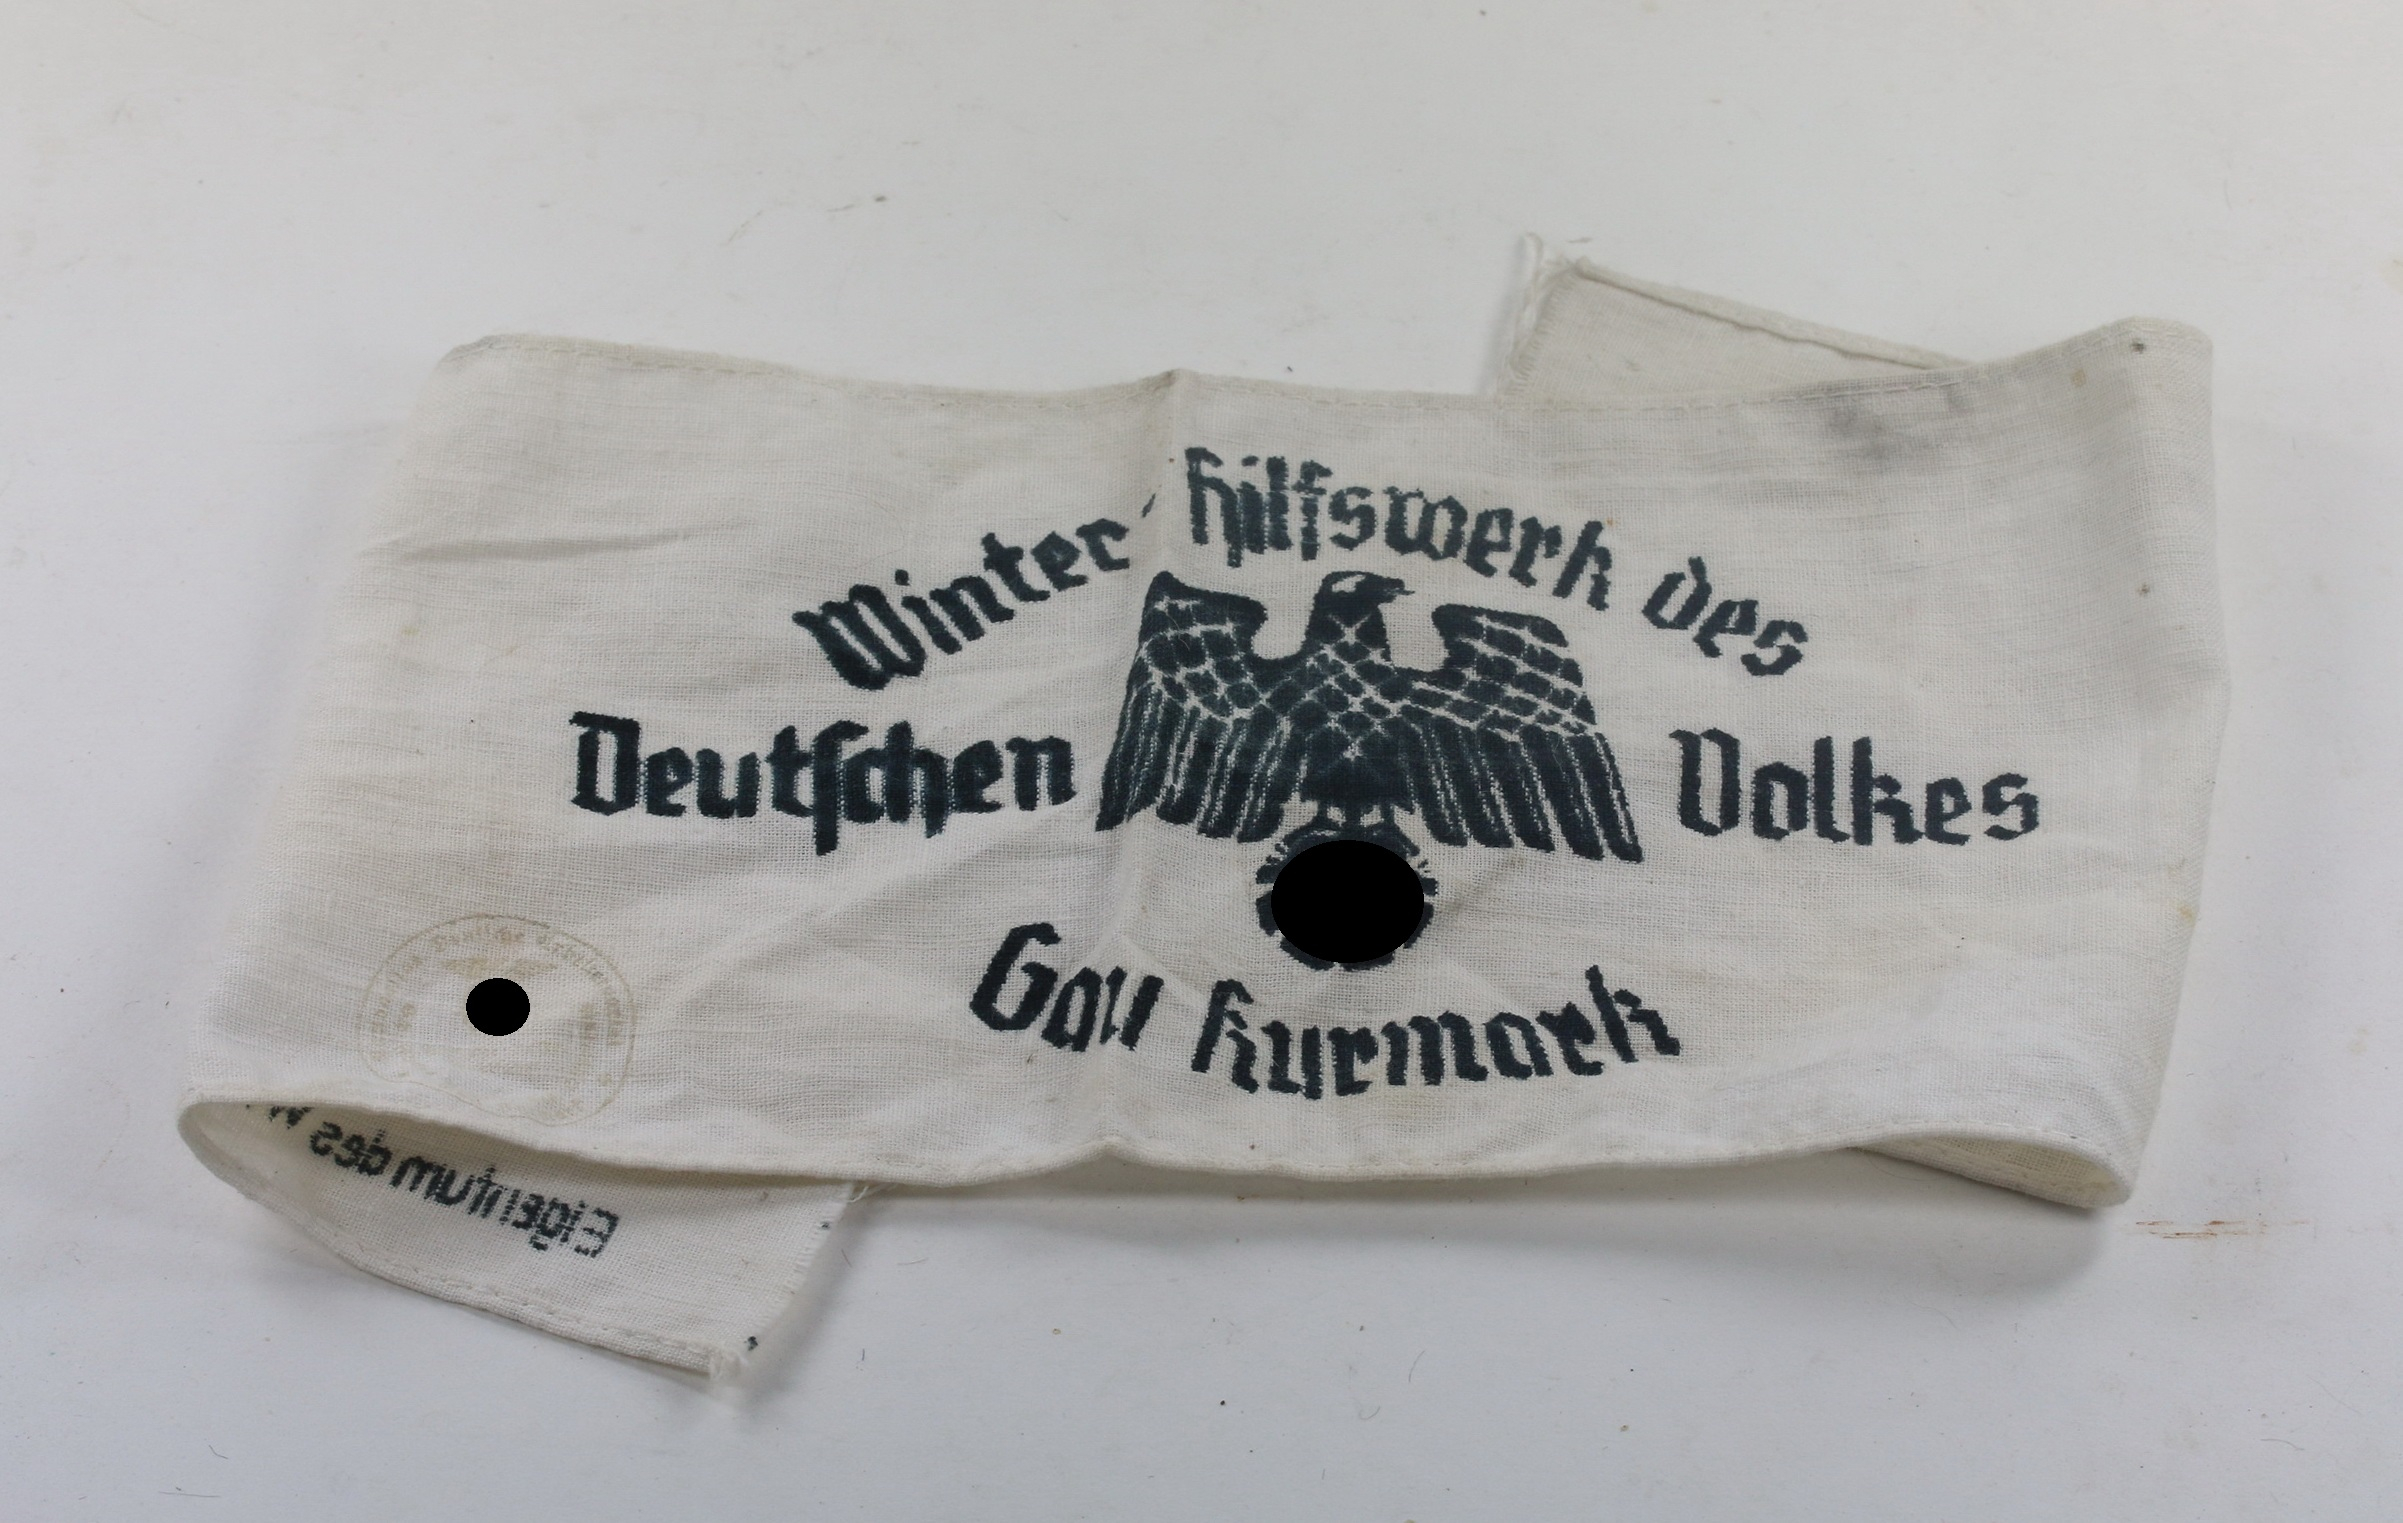 Winter-hilfswerk des
Deutschen Volkes
Gau Kurmark
Eigentum des W